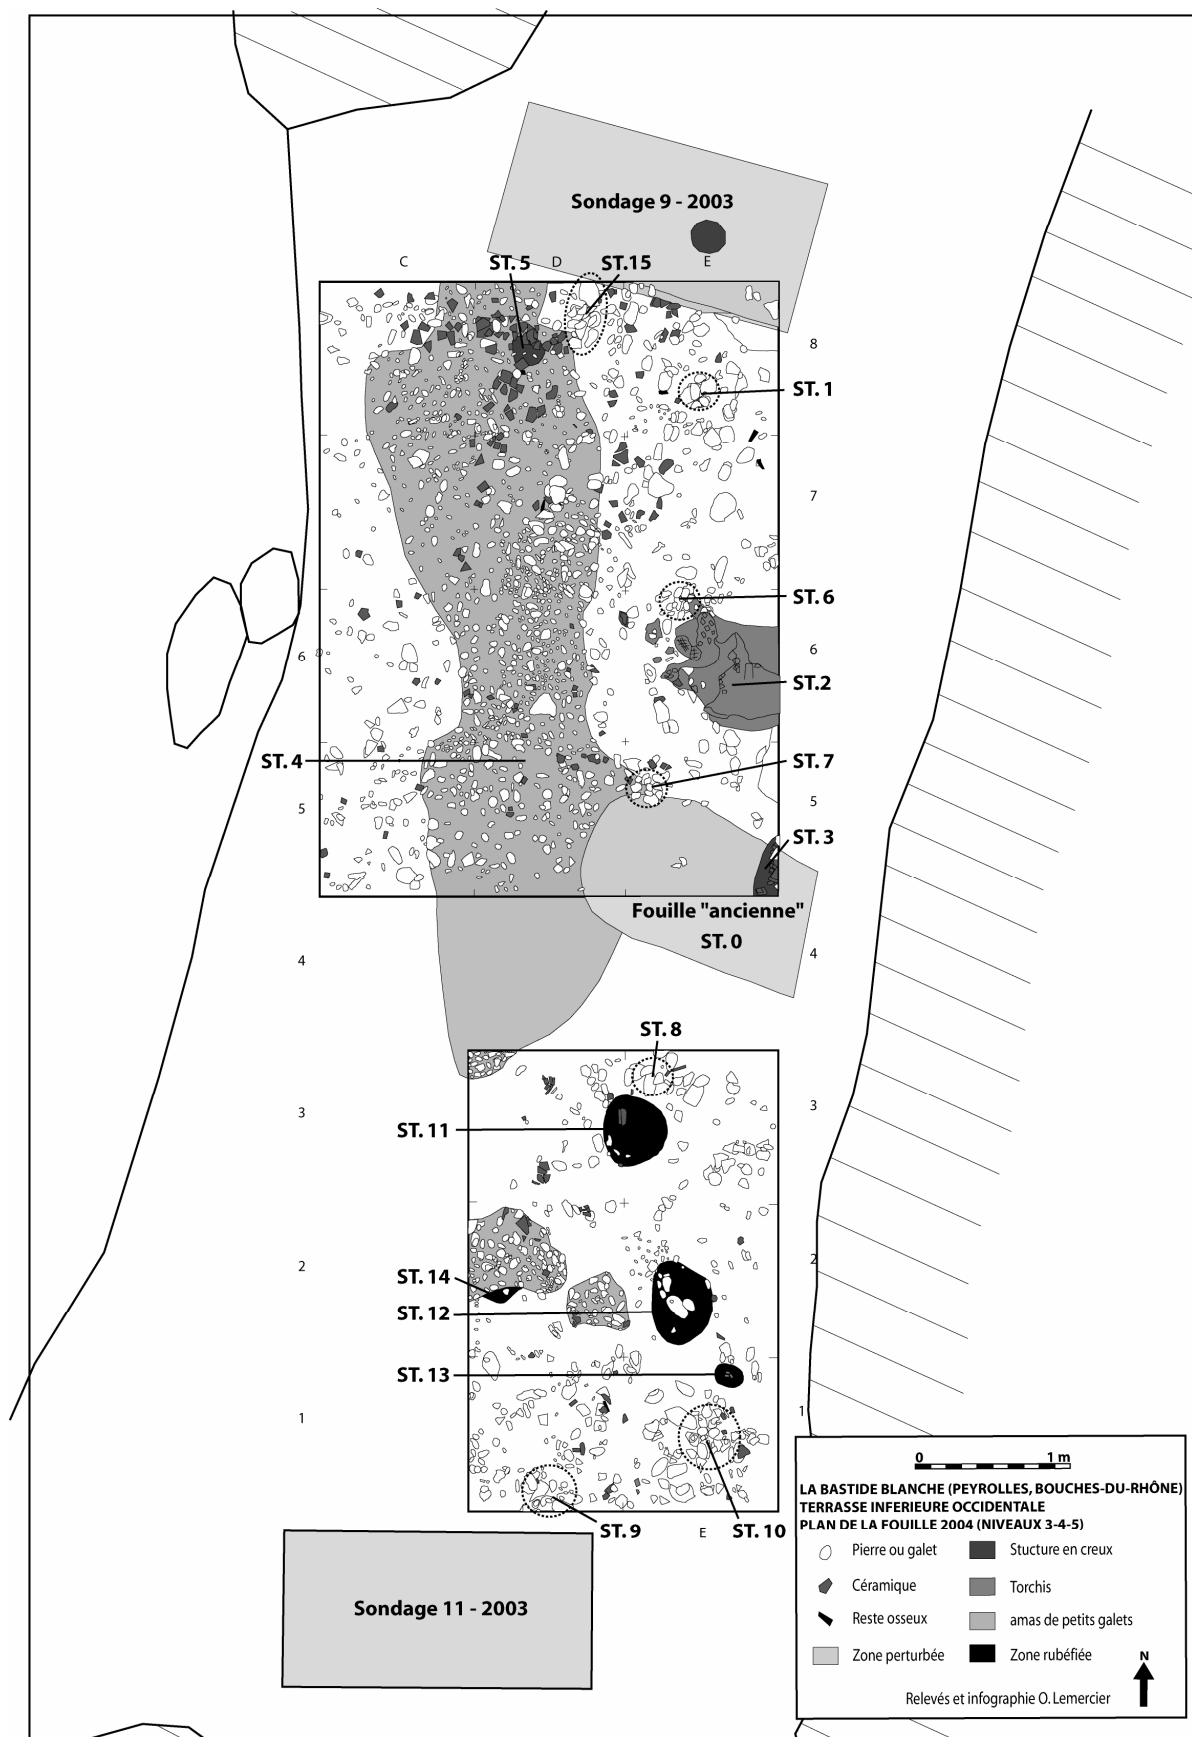 Sondage 9 - 2003
C
ST. 5
D
ST.15
E
8
ST. 1
7
ST. 6
6
6
ST.2
ST. 4
ST. 7
5
5
ST. 3
Fouille "ancienne"
ST. 0
4
4
ST. 8
3
3
ST. 11
2
2
ST. 14
ST. 12
ST. 13
1
1
ST. 9
E
ST. 10
Sondage 11 - 2003
0 1 m
LA BASTIDE BLANCHE (PEYROLLES, BOUCHES-DU-RHÔNE)
TERRASSE INFERIEURE OCCIDENTALE
PLAN DE LA FOUILLE 2004 (NIVEAUX 3-4-5)
Pierre ou galet
Stucture en creux
Céramique
Torchis
Reste osseux
amas de petits galets
Zone perturbée
Zone rubéfiée
N
Relevés et infographie O. Lemercier